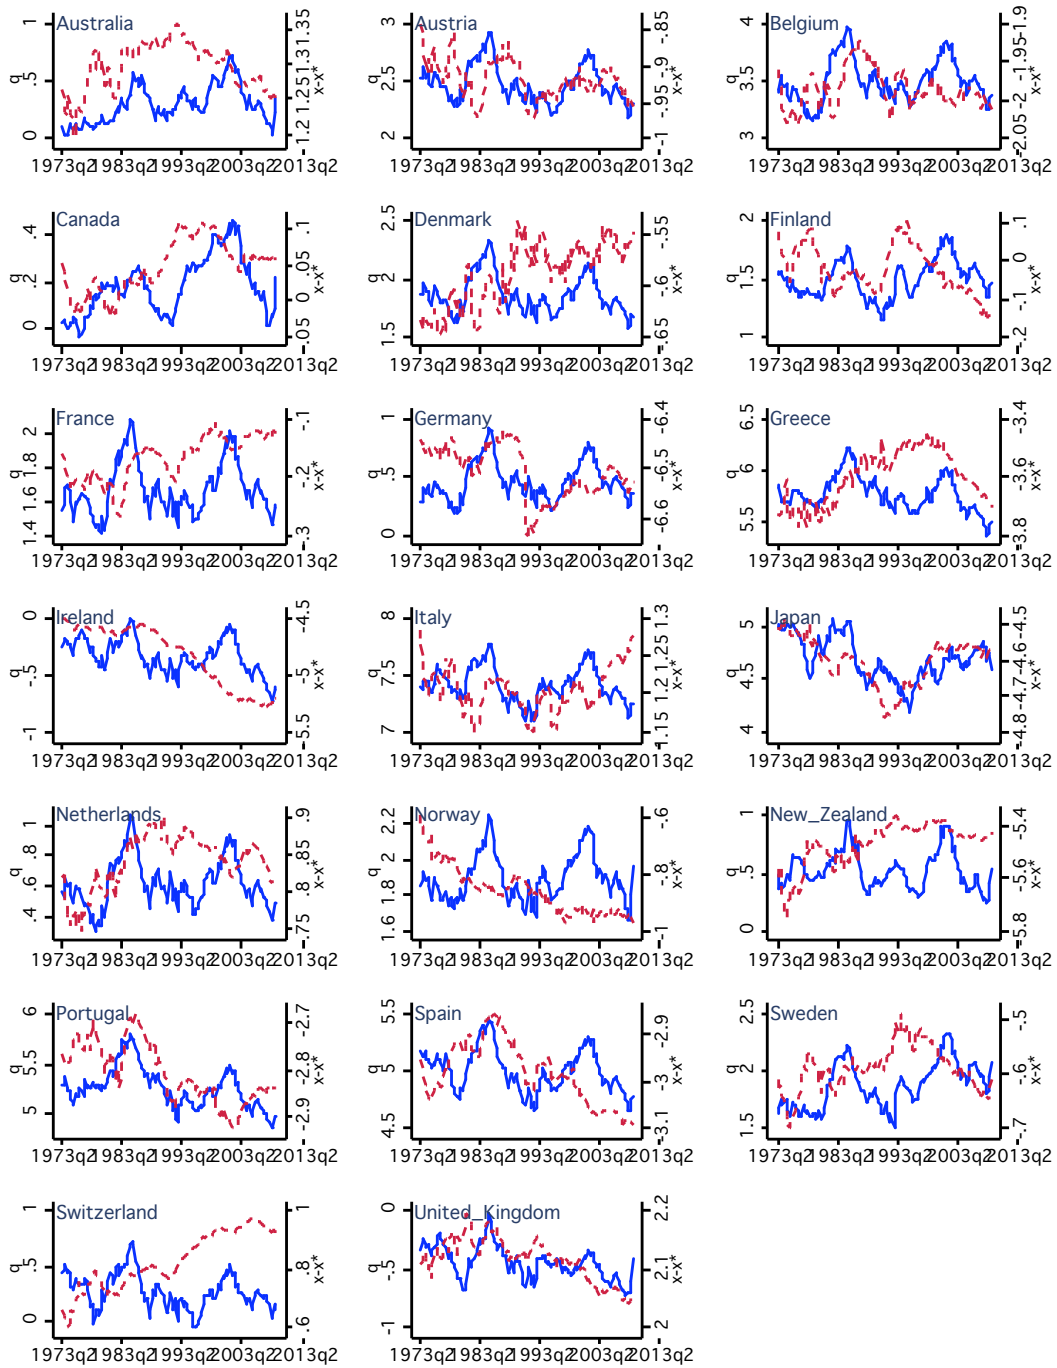 Australia
1
.5
0
q
1.35
1.3
1.25
1.2
x-x*
1973q2 1983q2 1993q2 2003q2 2013q2
Austria
3
2.5
2
q
-.85
-.9
-.95
-1
x-x*
1973q2 1983q2 1993q2 2003q2 2013q2
Belgium
4
3.5
3
q
-1.9
-1.95
-2
-2.05
x-x*
1973q2 1983q2 1993q2 2003q2 2013q2
Canada
.4
.2
0
q
.1
.05
0
.05
x-x*
1973q2 1983q2 1993q2 2003q2 2013q2
Denmark
2.5
2
1.5
q
-.55
-.6
-.65
x-x*
1973q2 1983q2 1993q2 2003q2 2013q2
Finland
2
1.5
1
q
.1
0
-.1
-.2
x-x*
1973q2 1983q2 1993q2 2003q2 2013q2
France
2
1.8
1.6
1.4
q
-.1
-.2
-.3
x-x*
1973q2 1983q2 1993q2 2003q2 2013q2
Germany
1
.5
0
q
-6.4
-6.5
-6.6
x-x*
1973q2 1983q2 1993q2 2003q2 2013q2
Greece
6.5
6
5.5
q
-3.4
-3.6
-3.8
x-x*
1973q2 1983q2 1993q2 2003q2 2013q2
Ireland
0
-.5
-1
q
-4.5
-5
-5.5
x-x*
1973q2 1983q2 1993q2 2003q2 2013q2
Italy
8
7.5
7
q
1.3
1.25
1.2
1.15
x-x*
1973q2 1983q2 1993q2 2003q2 2013q2
Japan
5
4.5
4
q
-4.5
-4.6
-4.7
-4.8
x-x*
1973q2 1983q2 1993q2 2003q2 2013q2
Netherlands
1
.8
.6
.4
q
.9
.85
.8
.75
x-x*
1973q2 1983q2 1993q2 2003q2 2013q2
Norway
2.2
2
1.8
1.6
q
-.6
-.8
-1
x-x*
1973q2 1983q2 1993q2 2003q2 2013q2
New_Zealand
1
.5
0
q
-5.4
-5.6
-5.8
x-x*
1973q2 1983q2 1993q2 2003q2 2013q2
Portugal
6
5.5
5
q
-2.7
-2.8
-2.9
x-x*
1973q2 1983q2 1993q2 2003q2 2013q2
Spain
5.5
5
4.5
q
-2.9
-3
-3.1
x-x*
1973q2 1983q2 1993q2 2003q2 2013q2
Sweden
2.5
2
1.5
q
-.5
-.6
-.7
x-x*
1973q2 1983q2 1993q2 2003q2 2013q2
Switzerland
1
.5
0
q
1
.8
.6
x-x*
1973q2 1983q2 1993q2 2003q2 2013q2
United_Kingdom
0
-.5
-1
q
2.2
2.1
2
x-x*
1973q2 1983q2 1993q2 2003q2 2013q2